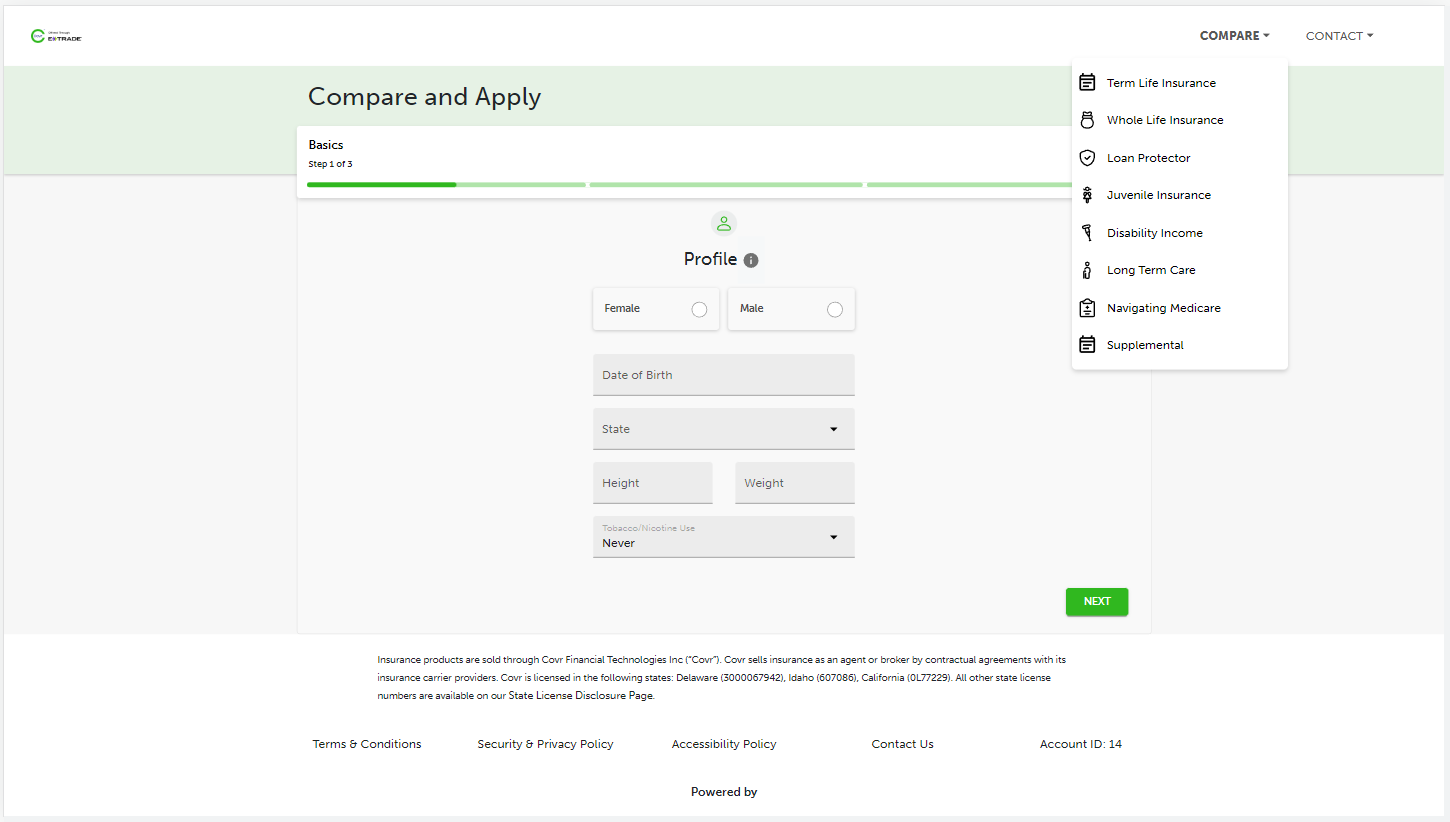 Covr
Offered through
E*TRADE
COMPARE
CONTACT
Term Life Insurance
Whole Life Insurance
Loan Protector
Juvenile Insurance
Disability Income
Long Term Care
Navigating Medicare
Supplemental
Compare and Apply
Basics
Step 1 of 3
Profile
Female
Male
Date of Birth
State
Height
Weight
Tobacco/Nicotine Use
Never
NEXT
Insurance products are sold through Covr Financial Technologies Inc (“Covr”). Covr sells insurance as an agent or broker by contractual agreements with its
insurance carrier providers. Covr is licensed in the following states: Delaware (3000067942), Idaho (607086), California (0L77229). All other state license
numbers are available on our State License Disclosure Page.
Terms & Conditions
Security & Privacy Policy
Accessibility Policy
Contact Us
Account ID: 14
Powered by